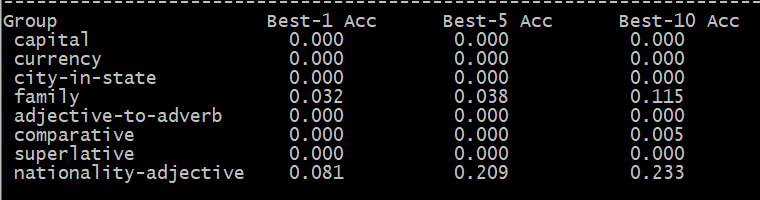 --------------------------------------------------------------------
Group Best-1 Acc Best-5 Acc Best-10 Acc
capital 0.000 0.000 0.000
currency 0.000 0.000 0.000
city-in-state 0.000 0.000 0.000
family 0.032 0.038 0.115
adjective-to-adverb 0.000 0.000 0.000
comparative 0.000 0.000 0.005
superlative 0.000 0.000 0.000
nationality-adjective 0.081 0.209 0.233